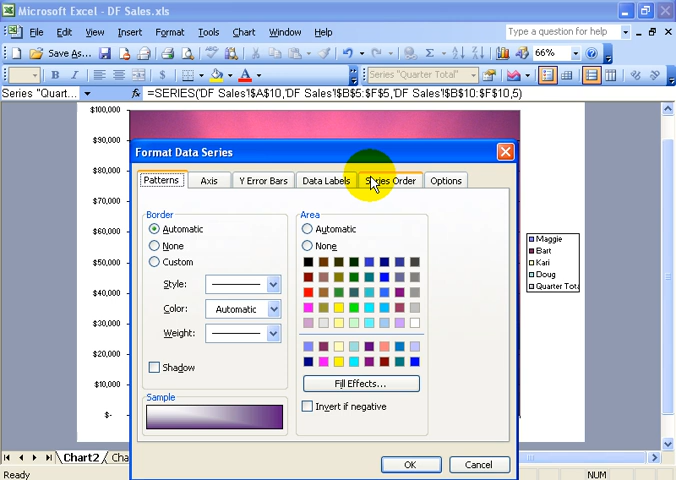 Microsoft Excel - DF Sales.xls
File Edit View Insert Format Tools Chart Window Help
Type a question for help
Save As... 66%
Series "Quarter Total"
Series "Quart... fx =SERIES('DF Sales'!$A$10,'DF Sales'!$B$5:$F$5,'DF Sales'!$B$10:$F$10,5)
$100,000
$90,000
$80,000
$70,000
$60,000
$50,000
$40,000
$30,000
$20,000
$10,000
$-
Format Data Series
Patterns Axis Y Error Bars Data Labels Series Order Options
Border
Automatic
None
Custom
Style:
Color: Automatic
Weight:
Shadow
Sample
Area
Automatic
None
Fill Effects...
Invert if negative
OK Cancel
Maggie
Bart
Kari
Doug
Quarter Tota
Chart2 Cha
Ready NUM